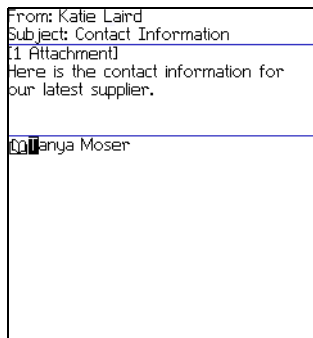 From: Katie Laird
Subject: Contact Information
[1 Attachment]
Here is the contact information for
our latest supplier.
Tanya Moser